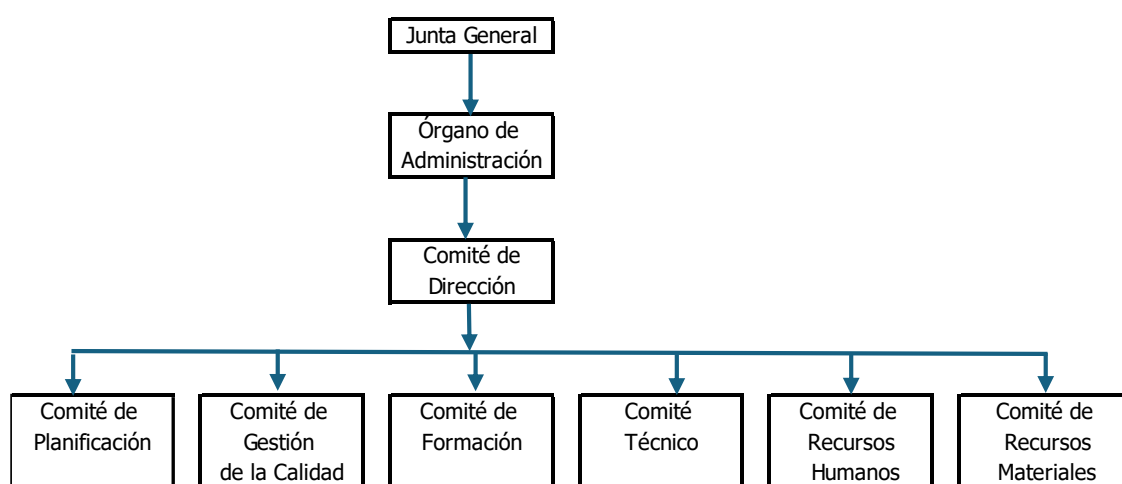 Junta General
Órgano de
Administración
Comité de
Dirección
Comité de
Planificación
Comité de
Gestión
de la Calidad
Comité de
Formación
Comité
Técnico
Comité de
Recursos
Humanos
Comité de
Recursos
Materiales